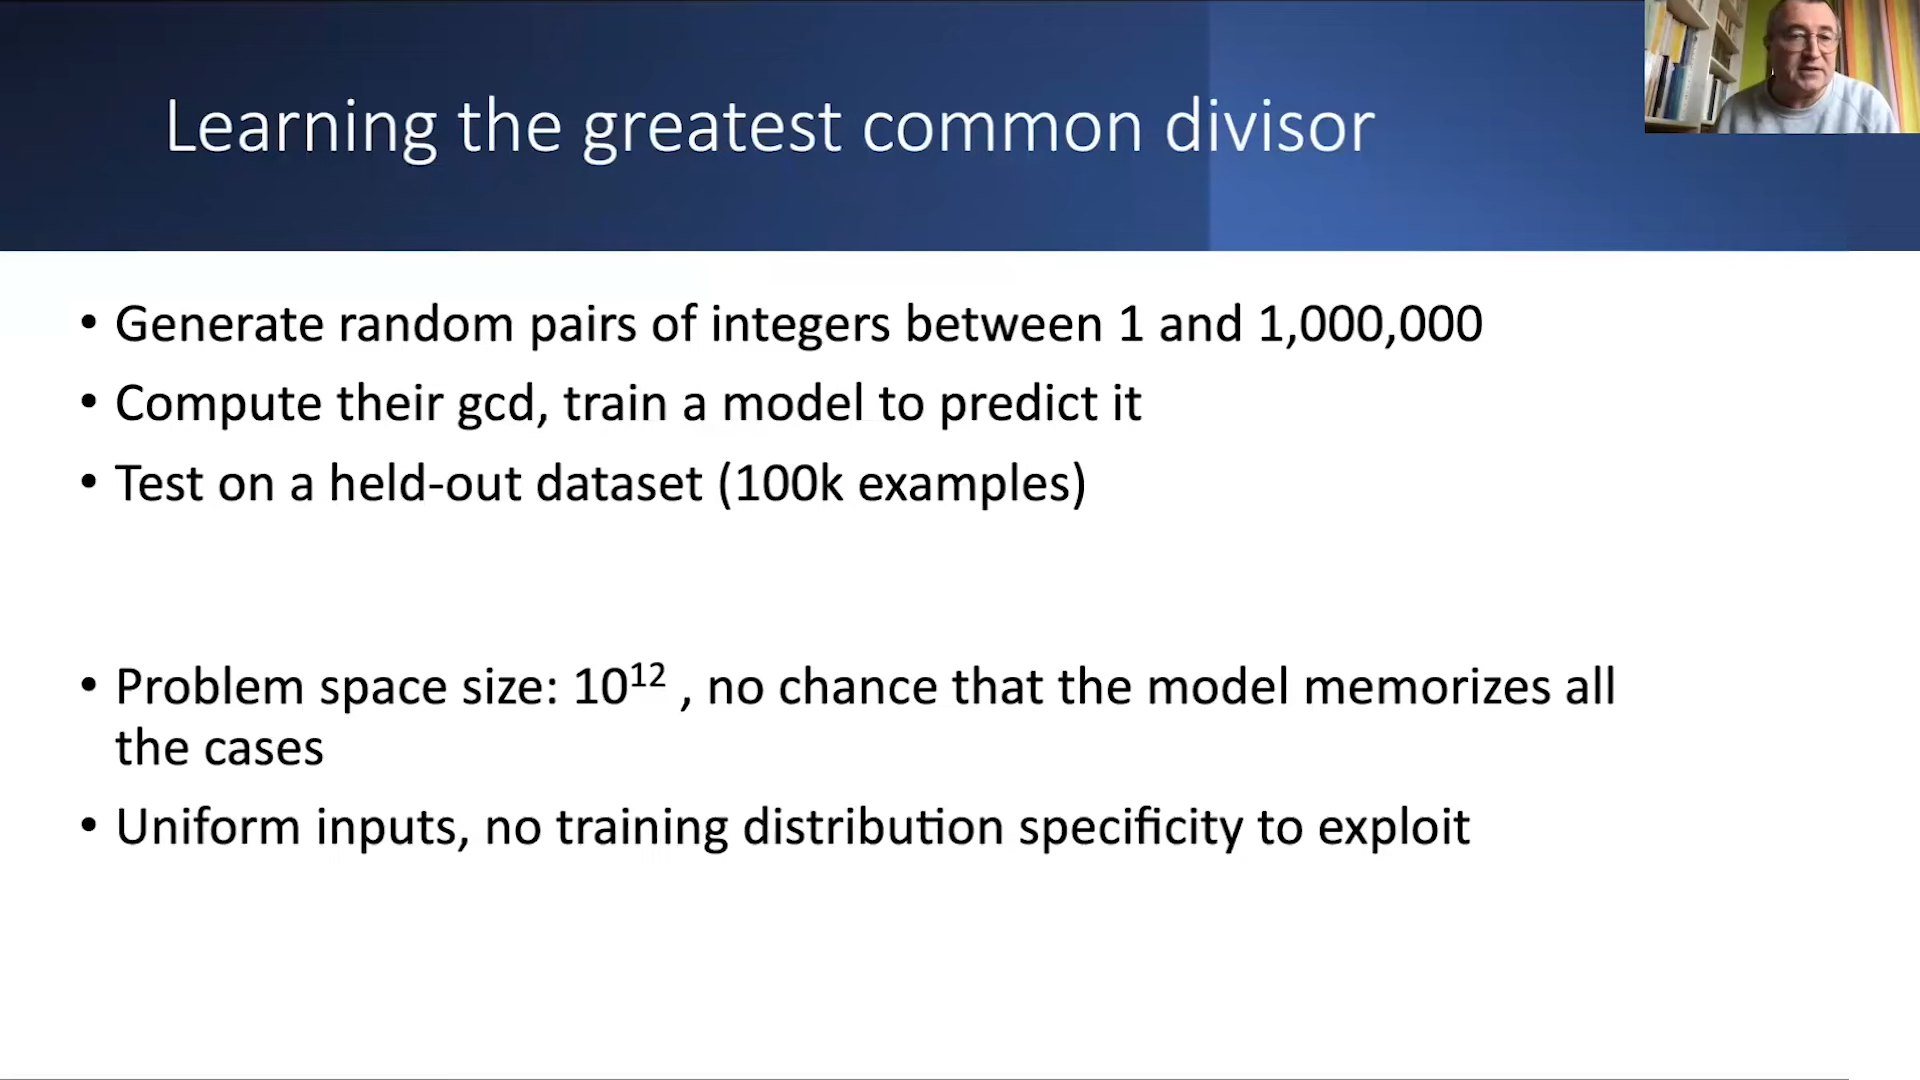 Learning the greatest common divisor
• Generate random pairs of integers between 1 and 1,000,000
• Compute their gcd, train a model to predict it
• Test on a held-out dataset (100k examples)
• Problem space size: 10¹² , no chance that the model memorizes all
the cases
• Uniform inputs, no training distribution specificity to exploit